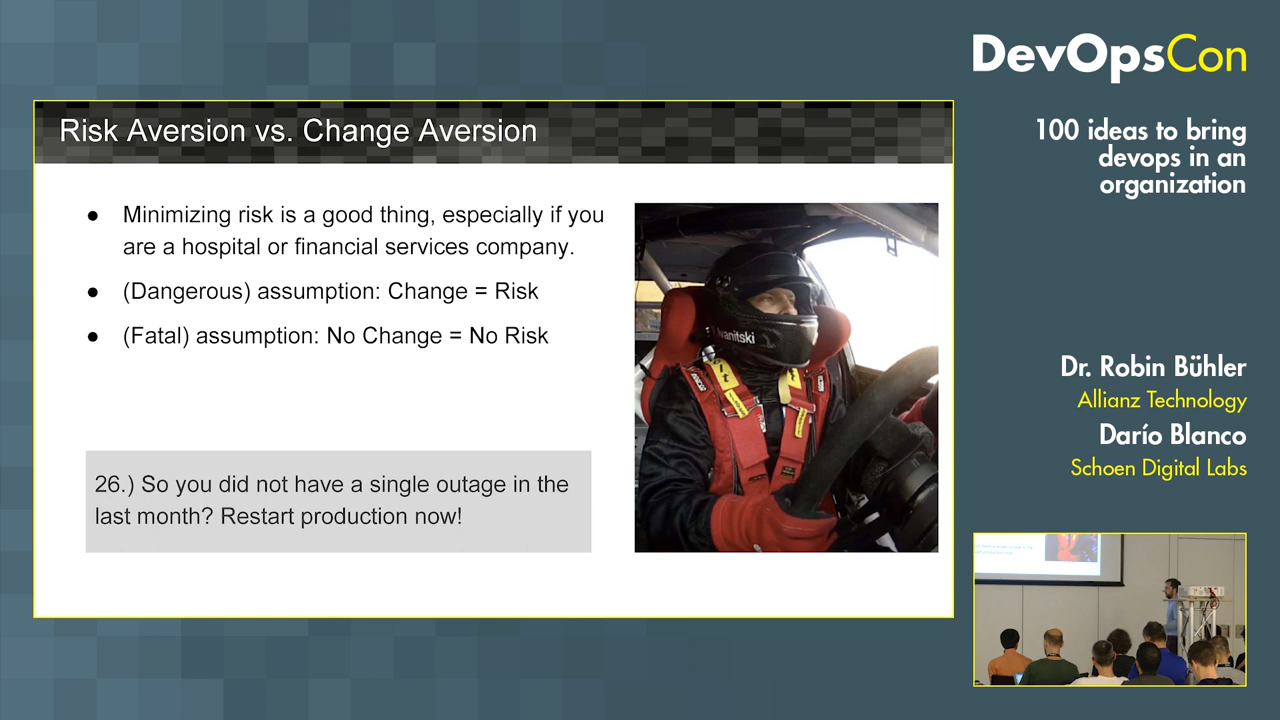 DevOpsCon
100 ideas to bring
devops in an
organization
Risk Aversion vs. Change Aversion
● Minimizing risk is a good thing, especially if you
are a hospital or financial services company.
● (Dangerous) assumption: Change = Risk
● (Fatal) assumption: No Change = No Risk
26.) So you did not have a single outage in the
last month? Restart production now!
Dr. Robin Bühler
Allianz Technology
Darío Blanco
Schoen Digital Labs